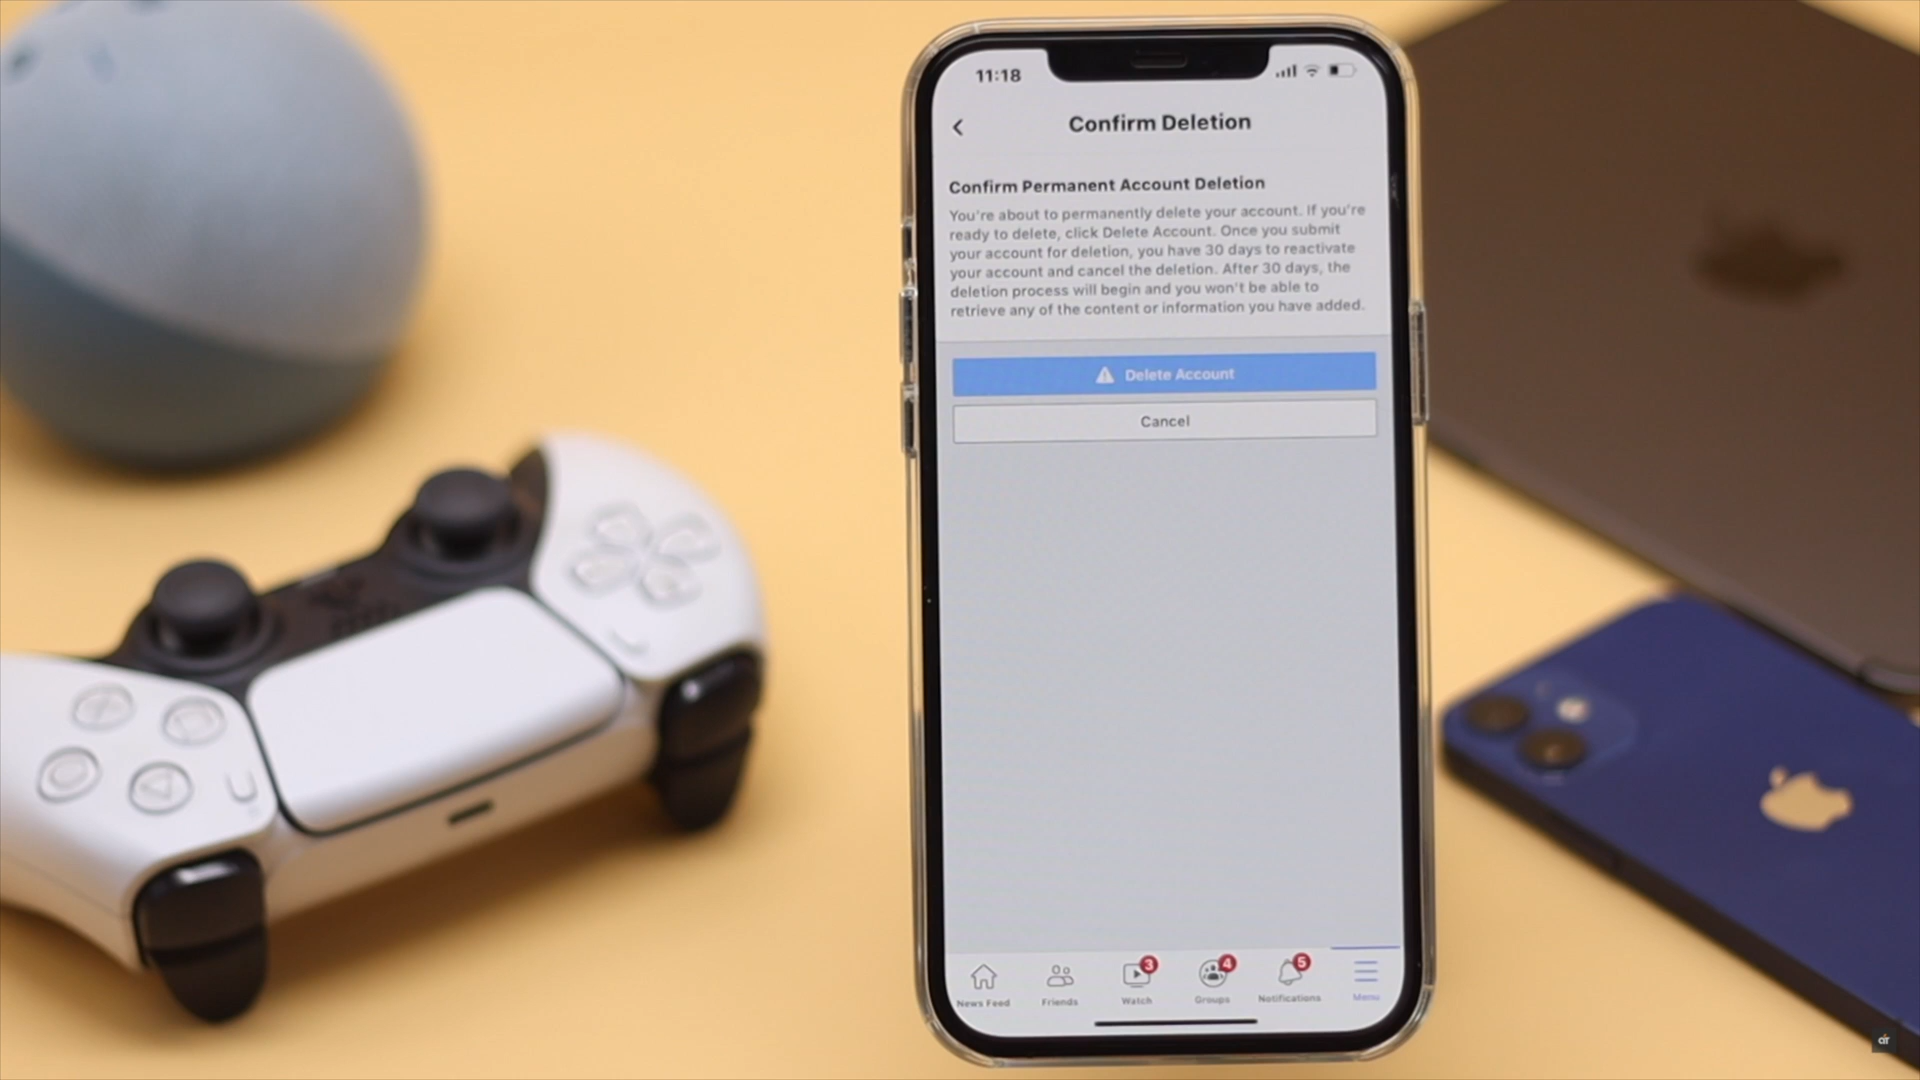 11:18
Confirm Deletion
Confirm Permanent Account Deletion
You're about to permanently delete your account. If you're
ready to delete, click Delete Account. Once you submit
your account for deletion, you have 30 days to reactivate
your account and cancel the deletion. After 30 days, the
deletion process will begin and you won't be able to
retrieve any of the content or information you have added.
Delete Account
Cancel
3 4 5
News Feed Friends Watch Groups Notifications Menu